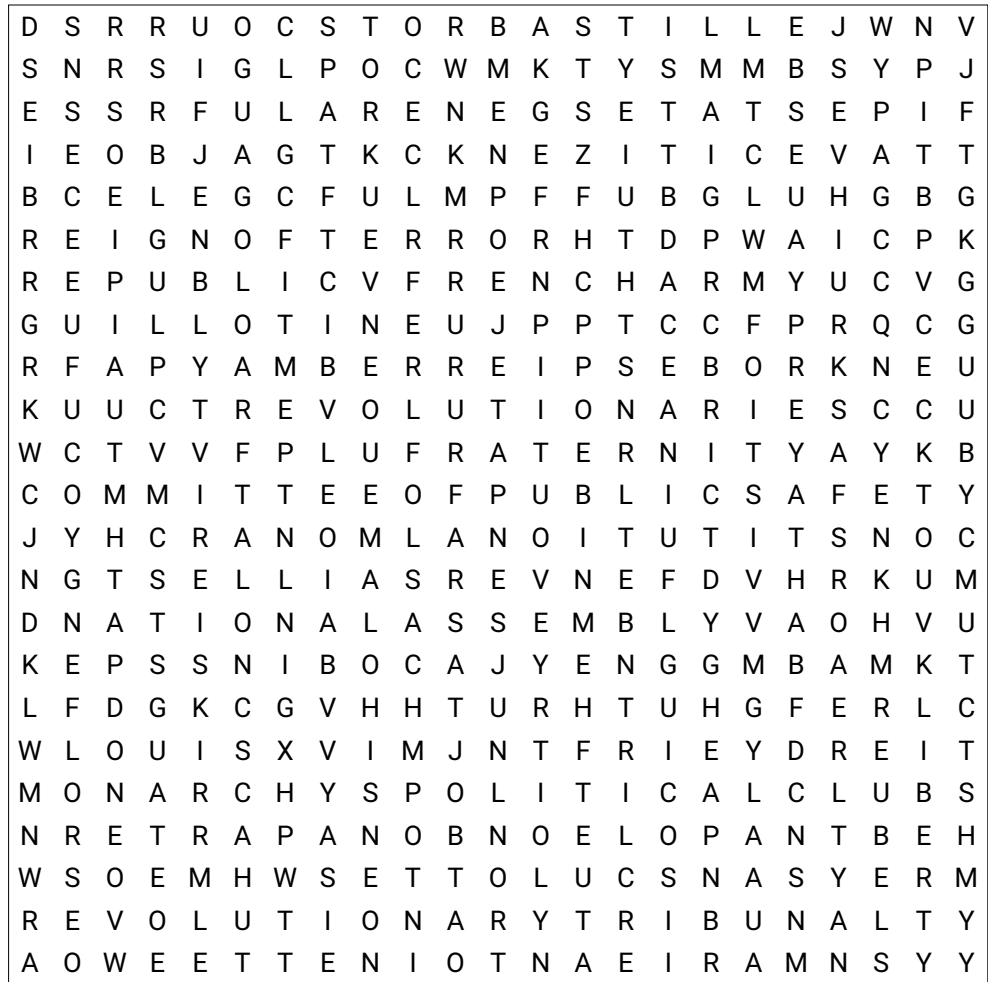 D S R R U O C S T O R B A S T I L L E J W N V
S N R S I G L P O C W M K T Y S M M B S Y P J
E S S R F U L A R E N E G S E T A T S E P I F
I E O B J A G T K C K N E Z I T I C E V A T T
B C E L E G C F U L M P F F U B G L U H G B G
R E I G N O F T E R R O R H T D P W A I C P K
R E P U B L I C V F R E N C H A R M Y U C V G
G U I L L O T I N E U J P P T C C F P R Q C G
R F A P Y A M B E R R E I P S E B O R K N E U
K U U C T R E V O L U T I O N A R I E S C C U
W C T V V F P L U F R A T E R N I T Y A Y K B
C O M M I T T E E O F P U B L I C S A F E T Y
J Y H C R A N O M L A N O I T U T I T S N O C
N G T S E L L I A S R E V N E F D V H R K U M
D N A T I O N A L A S S E M B L Y V A O H V U
K E P S S N I B O C A J Y E N G G M B A M K T
L F D G K C G V H H T U R H T U H G F E R L C
W L O U I S X V I M J N T F R I E Y D R E I T
M O N A R C H Y S P O L I T I C A L C L U B S
N R E T R A P A N O B N O E L O P A N T B E H
W S O E M H W S E T T O L U C S N A S Y E R M
R E V O L U T I O N A R Y T R I B U N A L T Y
A O W E E T T E N I O T N A E I R A M N S Y Y